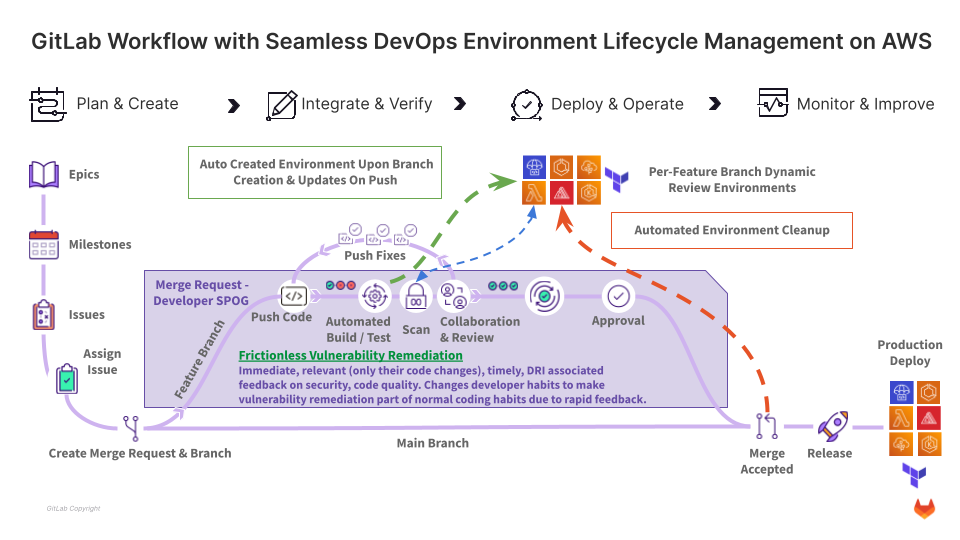 GitLab Workflow with Seamless DevOps Environment Lifecycle Management on AWS
Plan & Create
Integrate & Verify
Deploy & Operate
Monitor & Improve
Auto Created Environment Upon Branch
Creation & Updates On Push
Per-Feature Branch Dynamic
Review Environments
Automated Environment Cleanup
Epics
Milestones
Issues
Assign
Issue
Create Merge Request & Branch
Push Fixes
Merge Request -
Developer SPOG
Feature Branch
Push Code
Automated
Build / Test
Scan
Collaboration
& Review
Approval
Frictionless Vulnerability Remediation
Immediate, relevant (only their code changes), timely, DRI associated
feedback on security, code quality. Changes developer habits to make
vulnerability remediation part of normal coding habits due to rapid feedback.
Main Branch
Merge
Accepted
Release
Production
Deploy
GitLab Copyright